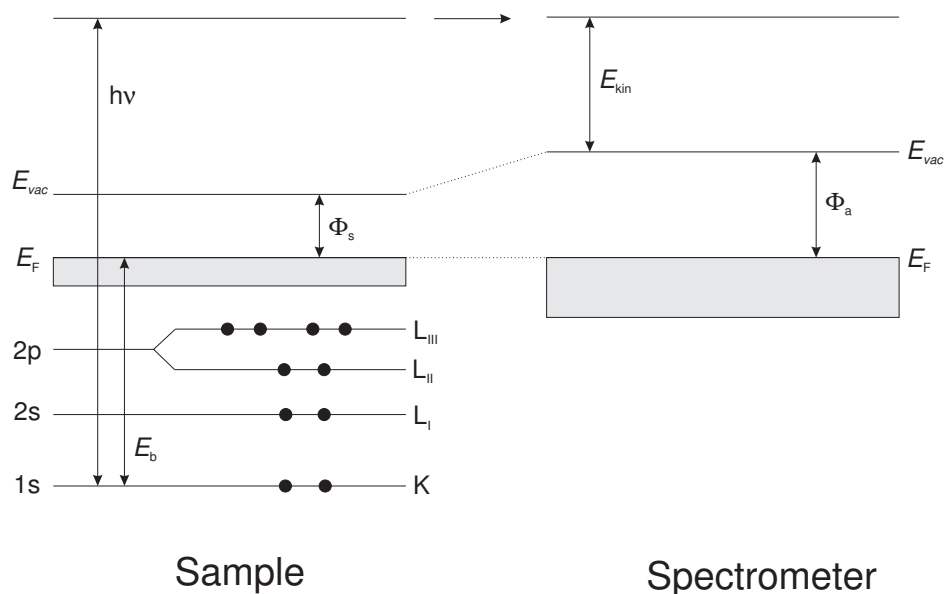 hν
E_kin
E_vac
E_vac
Φ_s
Φ_a
E_F
E_F
L_III
2p
L_II
2s
L_I
E_b
1s
K
Sample
Spectrometer